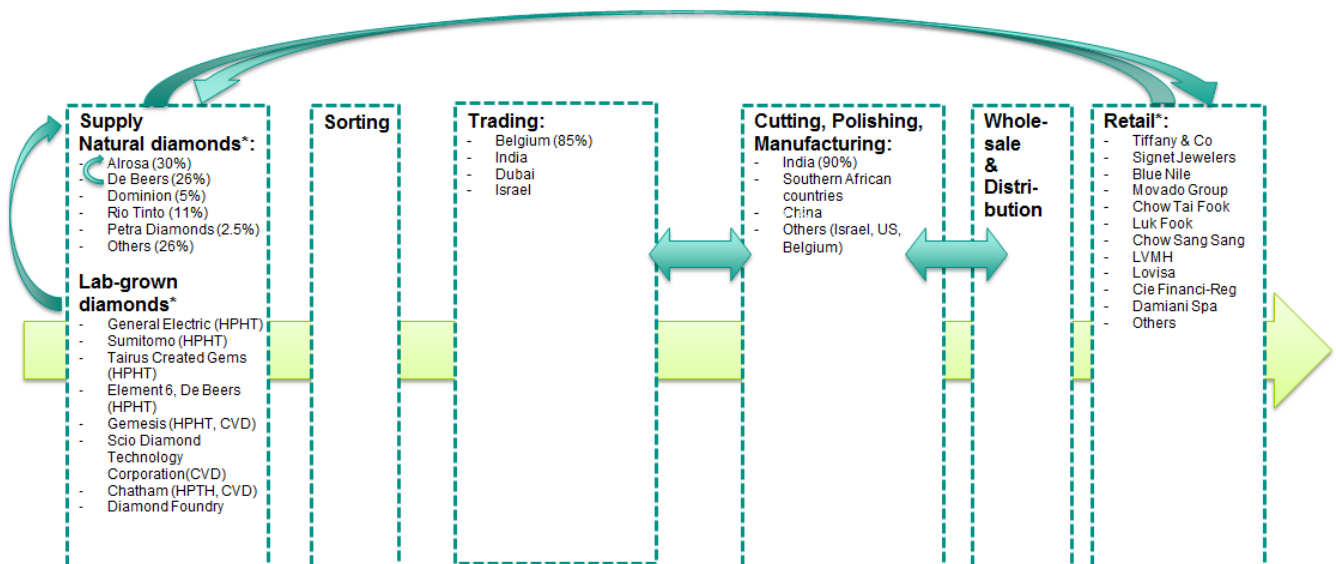 Supply
Natural diamonds*:
- Alrosa (30%)
- De Beers (26%)
- Dominion (5%)
- Rio Tinto (11%)
- Petra Diamonds (2.5%)
- Others (26%)
Lab-grown
diamonds*
- General Electric (HPHT)
- Sumitomo (HPHT)
- Tairus Created Gems
(HPHT)
- Element 6, De Beers
(HPHT)
- Gemesis (HPHT, CVD)
- Scio Diamond
Technology
Corporation(CVD)
- Chatham (HPTH, CVD)
- Diamond Foundry
Sorting
Trading:
- Belgium (85%)
- India
- Dubai
- Israel
Cutting, Polishing,
Manufacturing:
- India (90%)
- Southern African
countries
- China
- Others (Israel, US,
Belgium)
Whole-
sale
&
Distri-
bution
Retail*:
- Tiffany & Co
- Signet Jewelers
- Blue Nile
- Movado Group
- Chow Tai Fook
- Luk Fook
- Chow Sang Sang
- LVMH
- Lovisa
- Cie Financi-Reg
- Damiani Spa
- Others